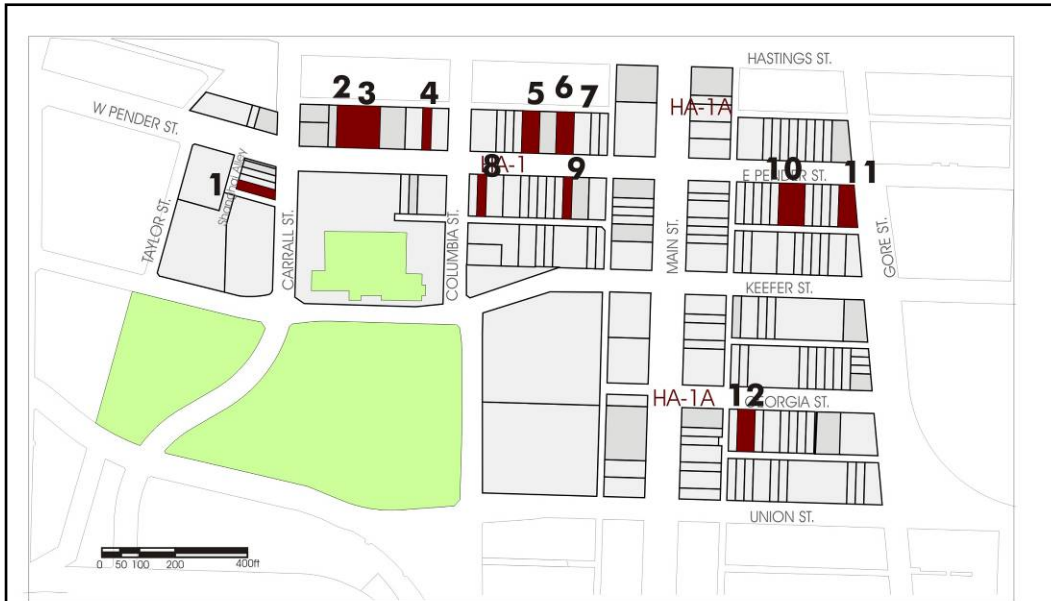 HASTINGS ST.
2
3
4
5
6
7
HA-1A
W PENDER ST.
HA-1
8
9
E PENDER ST.
10
11
1
Shanghai Alley
TAYLOR ST.
CARRALL ST.
COLUMBIA ST.
MAIN ST.
GORE ST.
KEEFER ST.
HA-1A
12
GEORGIA ST.
UNION ST.
0 50 100 200 400ft